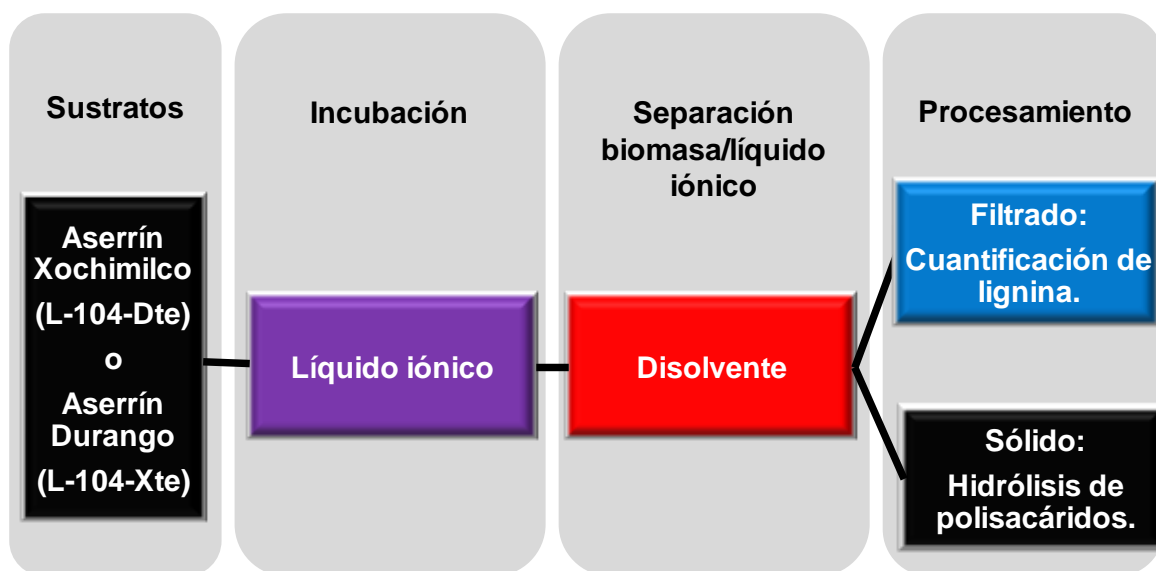 Sustratos
Aserrín
Xochimilco
(L-104-Dte)
o
Aserrín
Durango
(L-104-Xte)
Incubación
Líquido iónico
Separación
biomasa/líquido
iónico
Disolvente
Procesamiento
Filtrado:
Cuantificación de
lignina.
Sólido:
Hidrólisis de
polisacáridos.